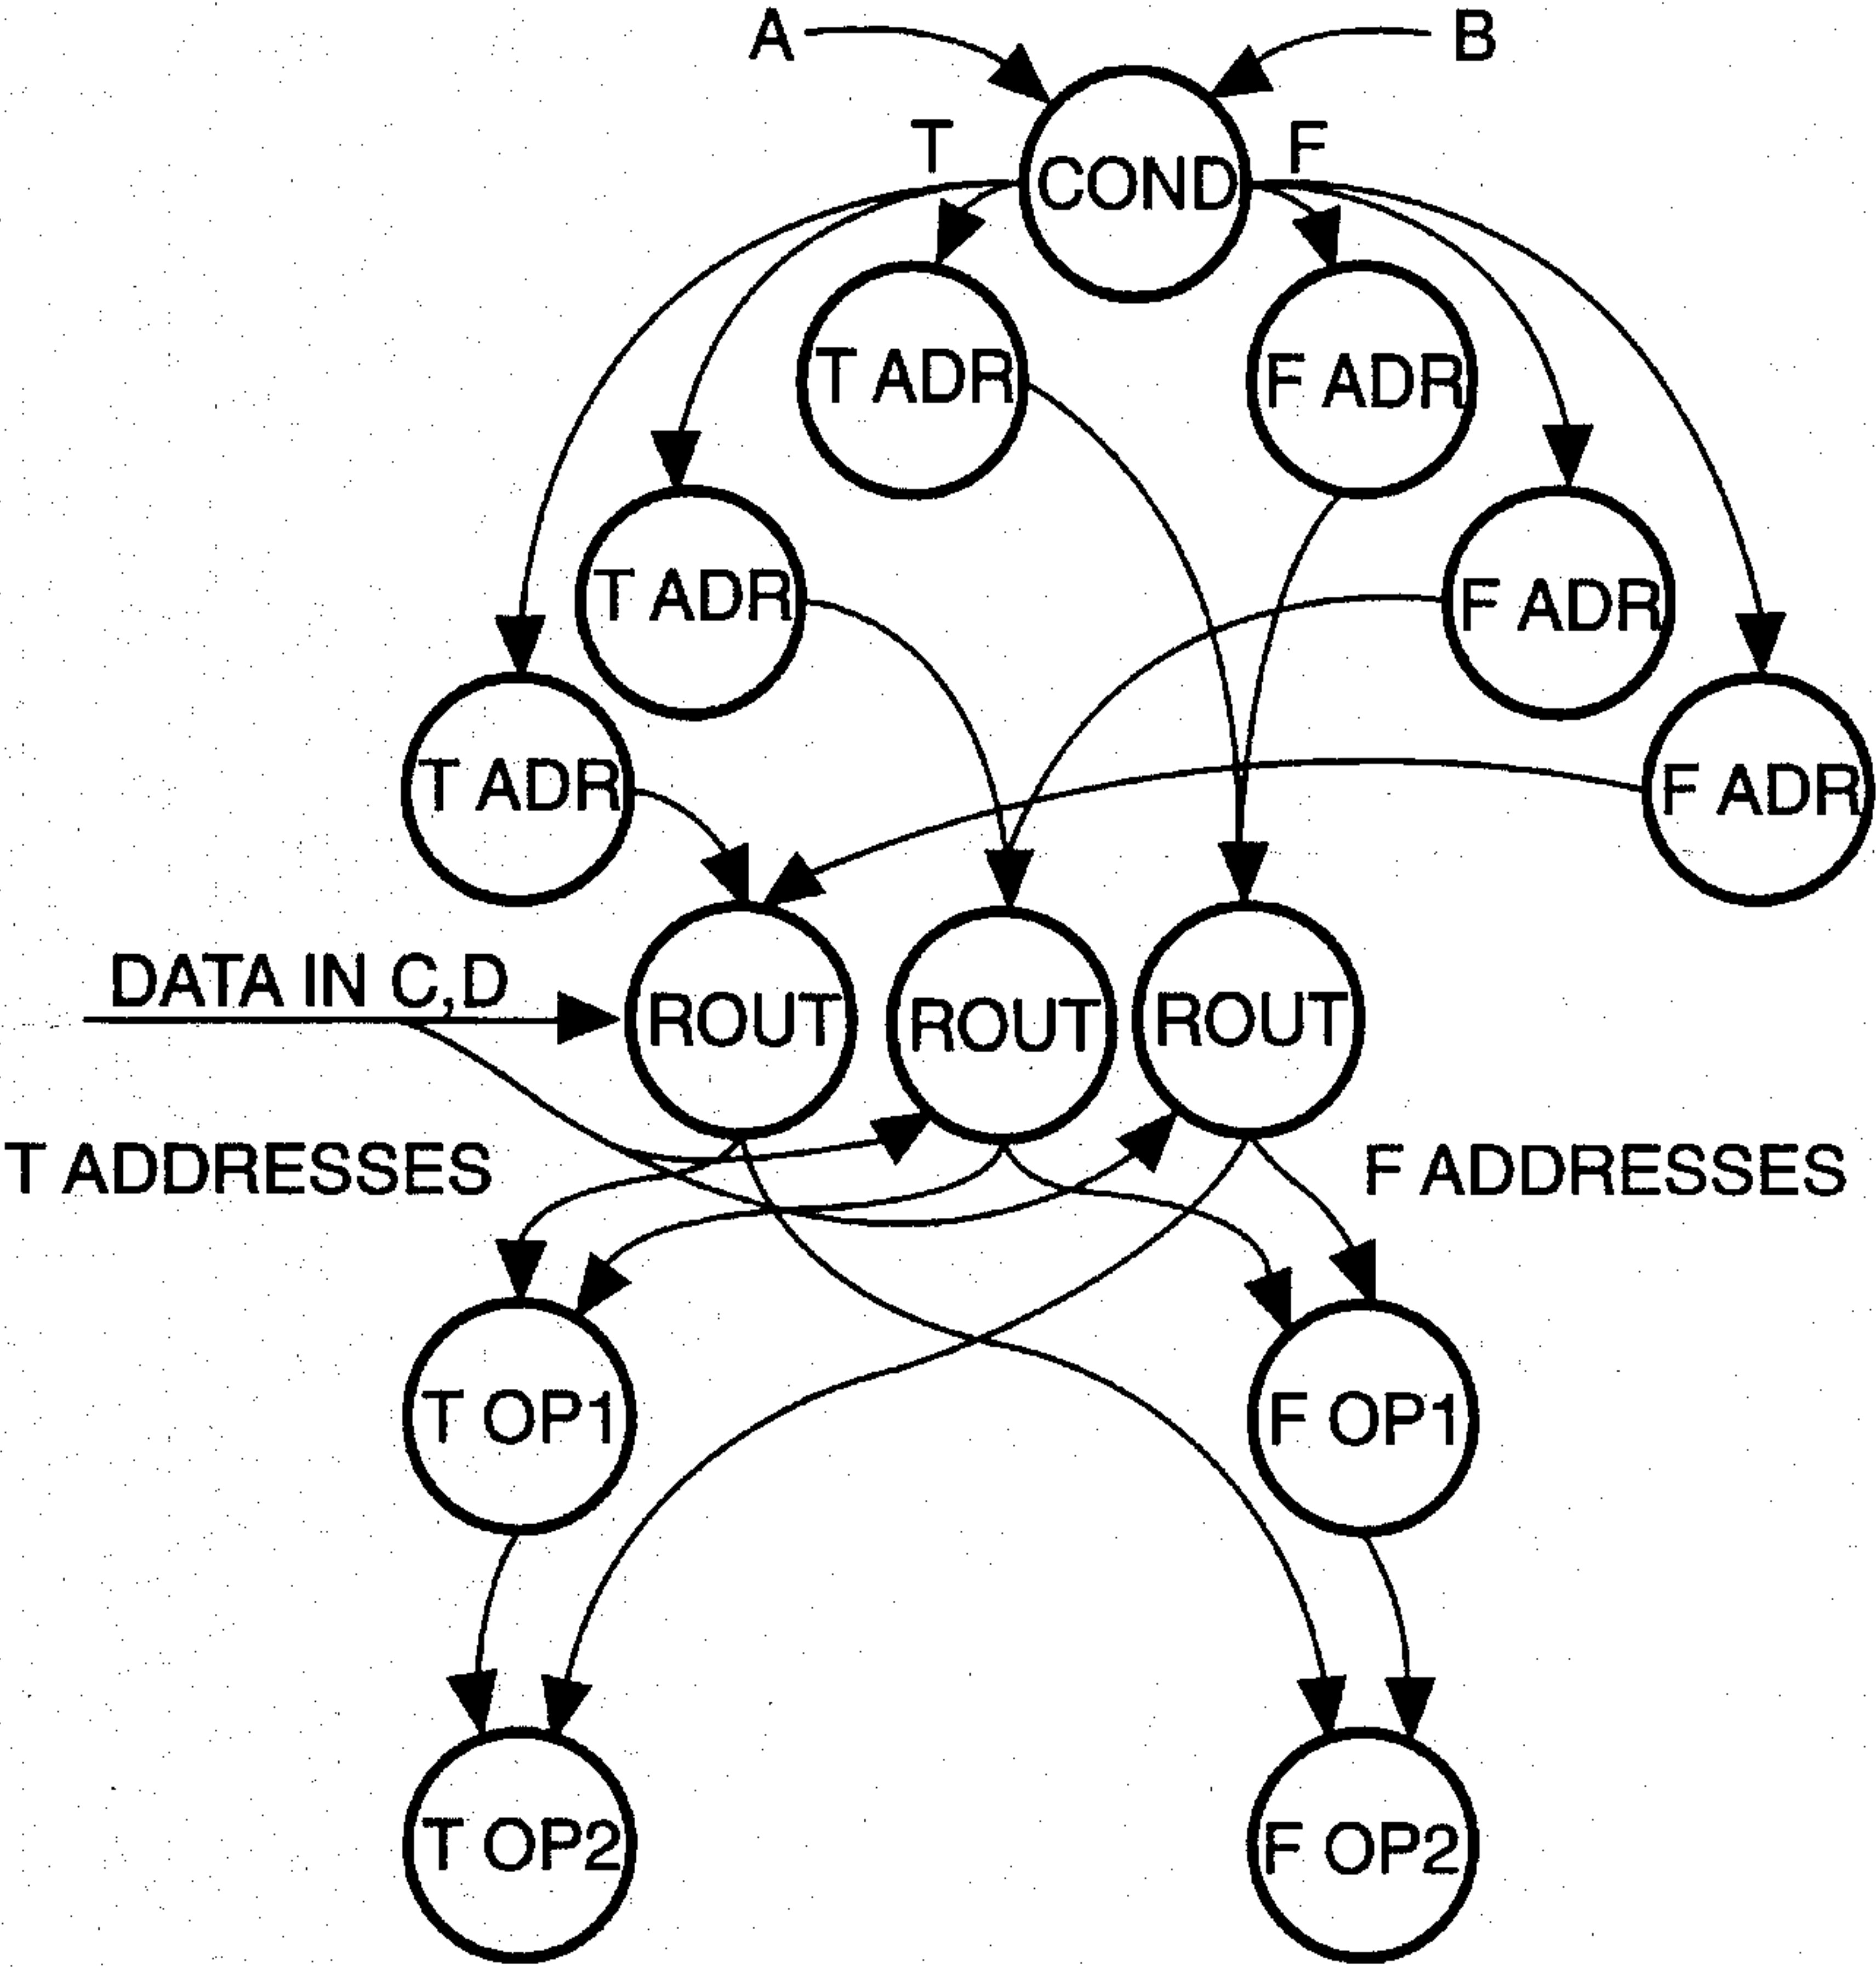 A
B
T
F
COND
T ADR
F ADR
T ADR
F ADR
T ADR
F ADR
DATA IN C,D
ROUT
ROUT
ROUT
T ADDRESSES
F ADDRESSES
T OP1
F OP1
T OP2
F OP2